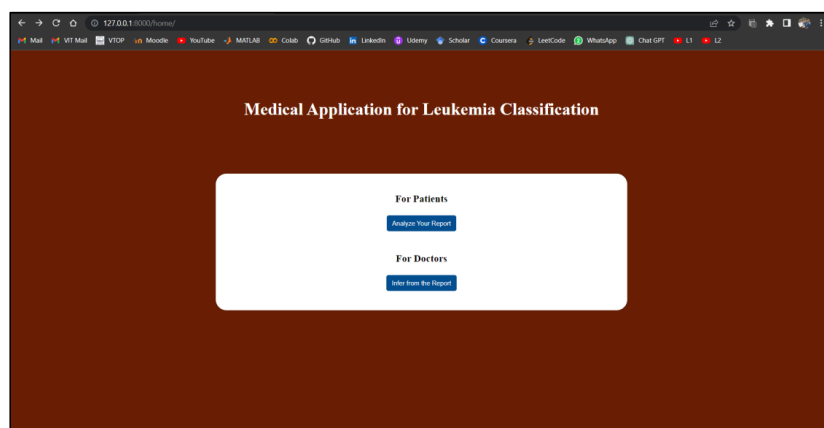 127.0.0.1:8000/home/
Mail VIT Mail VTOP Moodle YouTube MATLAB Colab GitHub LinkedIn Udemy Scholar Coursera LeetCode WhatsApp Chat GPT L1 L2
Medical Application for Leukemia Classification
For Patients
Analyze Your Report
For Doctors
Infer from the Report